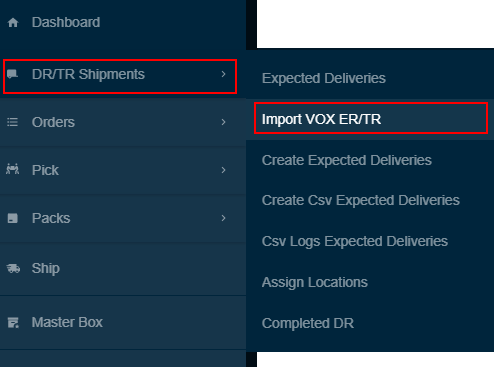 Dashboard
DR/TR Shipments
Orders
Pick
Packs
Ship
Master Box
Expected Deliveries
Import VOX ER/TR
Create Expected Deliveries
Create Csv Expected Deliveries
Csv Logs Expected Deliveries
Assign Locations
Completed DR